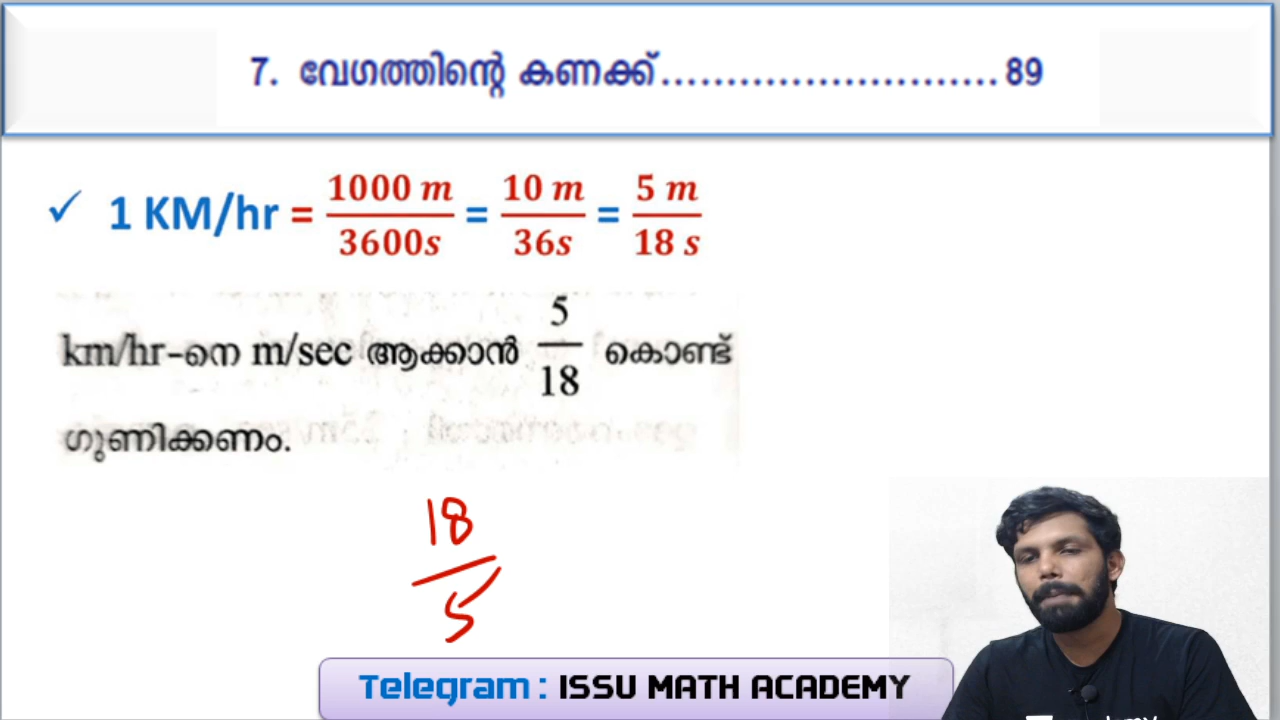 7. വേഗത്തിന്റെ കണക്ക്..........................89
✓ 1 KM/hr = 1000 m/3600s = 10 m/36s = 5 m/18 s
km/hr-നെ m/sec ആക്കാൻ 5/18 കൊണ്ട്
ഗുണിക്കണം.
18/5
Telegram : ISSU MATH ACADEMY